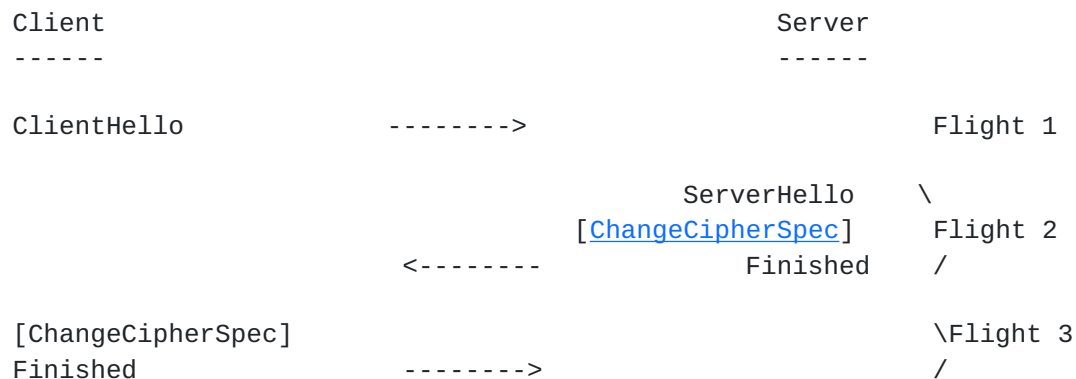 Client                                             Server
------                                             ------
ClientHello             -------->                            Flight 1
ServerHello    \
[ChangeCipherSpec]     Flight 2
<--------             Finished    /
[ChangeCipherSpec]                                           \Flight 3
Finished                 -------->                           /